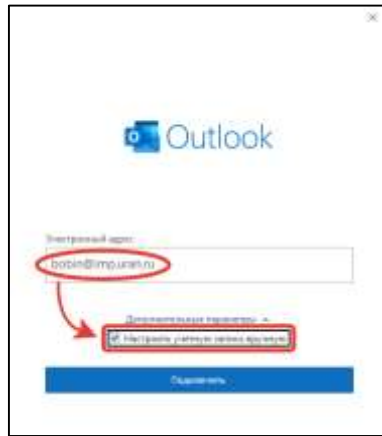 Outlook
Электронный адрес
bobin@imp.uran.ru
Дополнительные параметры
Настроить учетную запись вручную
Подключить